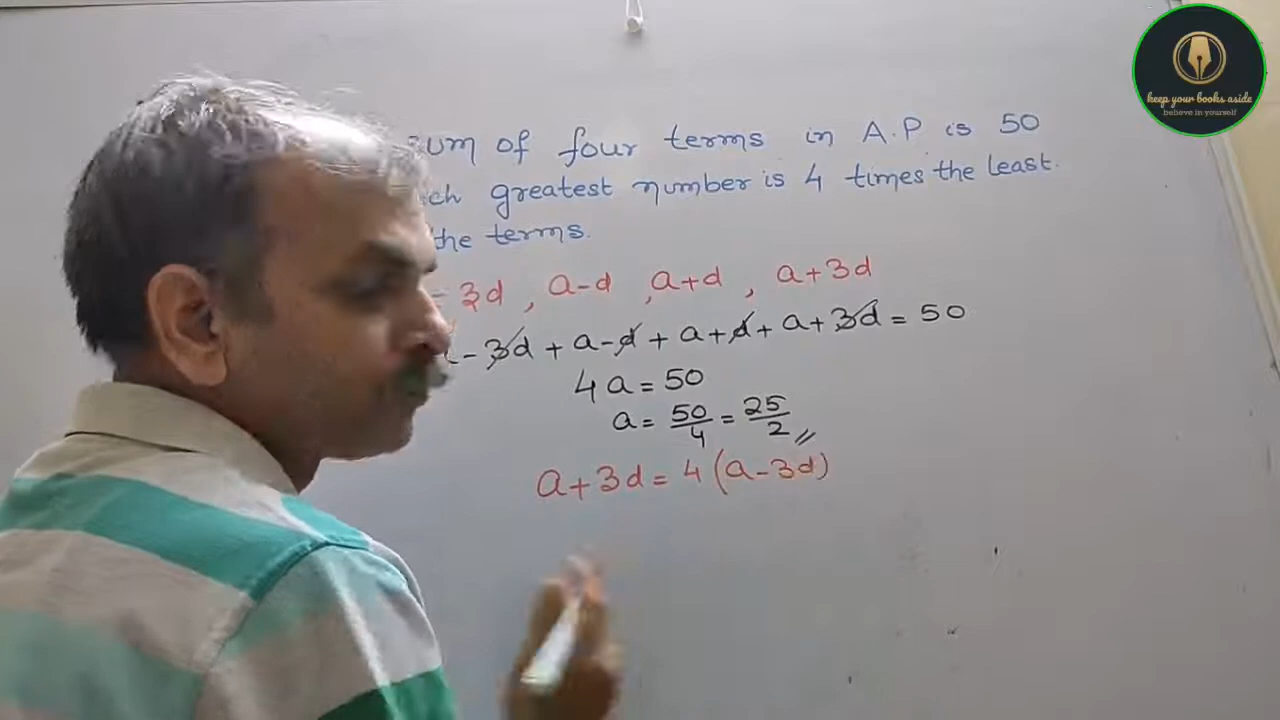 um of four terms in A.P is 50
ch greatest number is 4 times the least.
the terms.
- 3d , a-d , a+d , a+3d
- 3d + a-d + a+d + a+3d = 50
4a = 50
a = 50/4 = 25/2 //
a+3d = 4(a-3d)
keep your books aside
believe in yourself